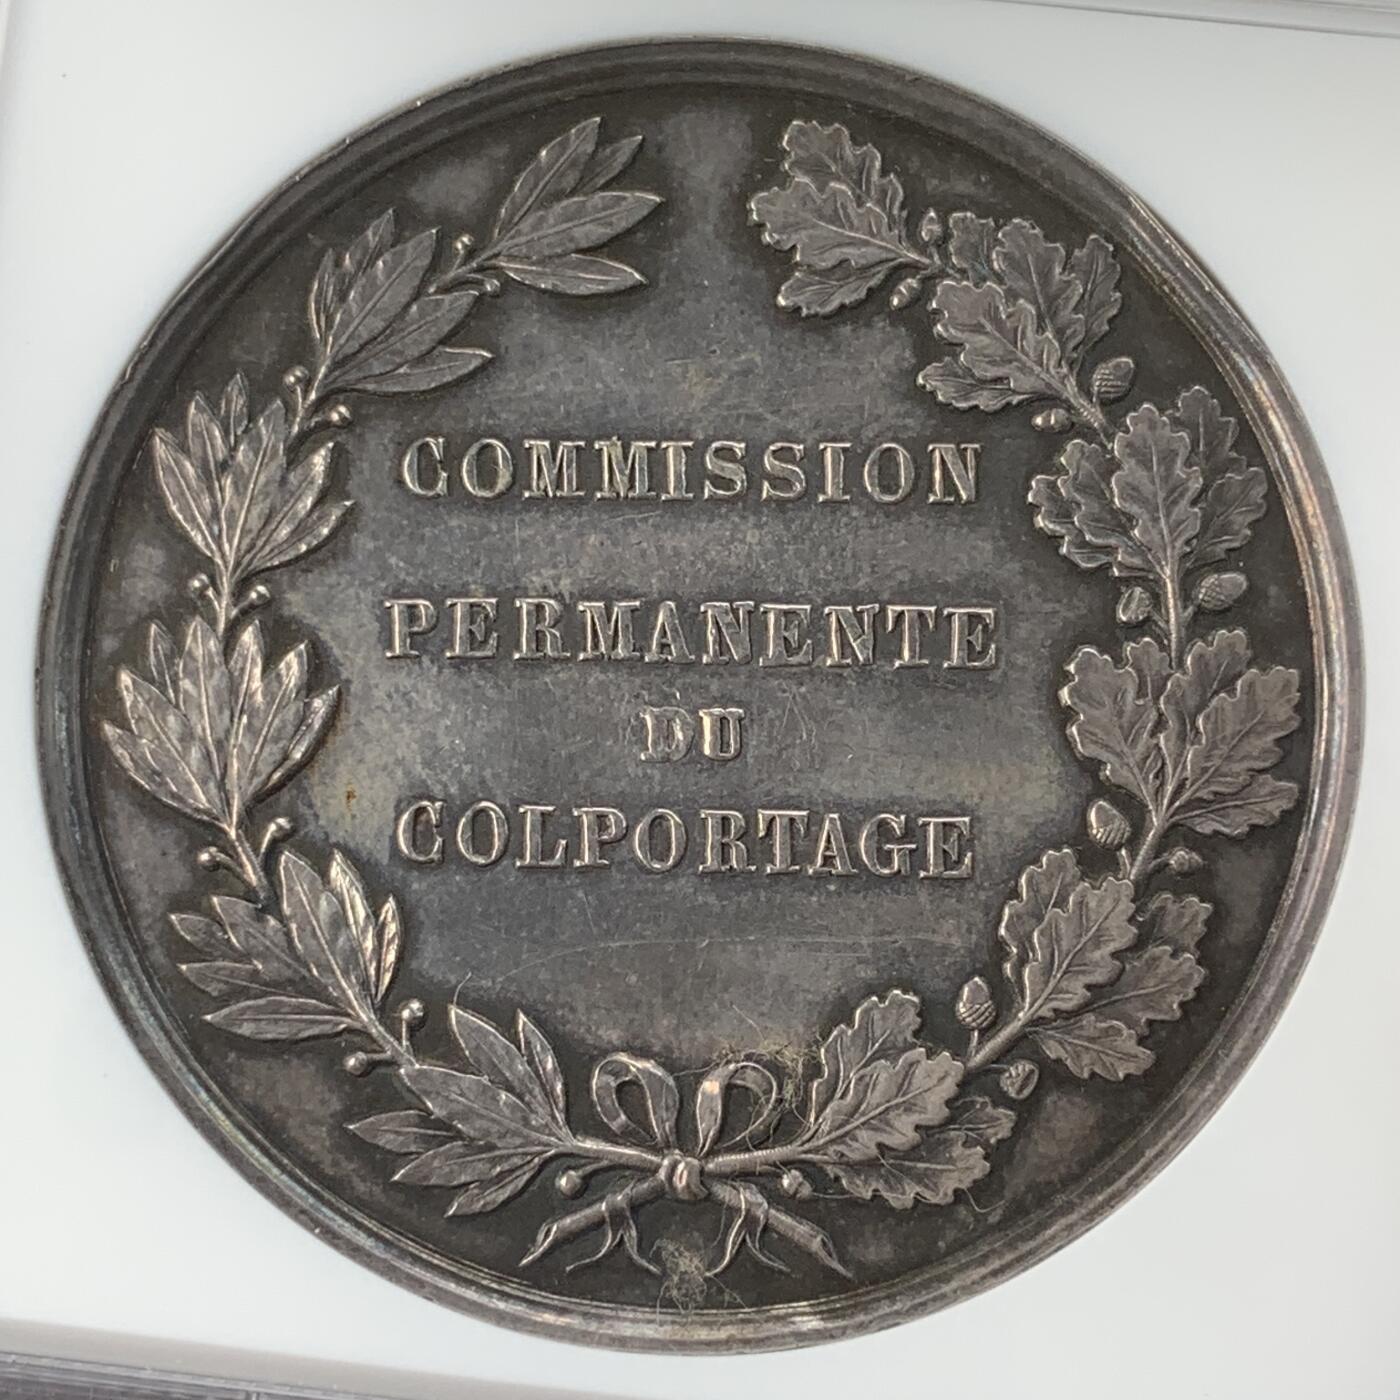 COMMISSION
PERMANENTE
DU
COLPORTAGE